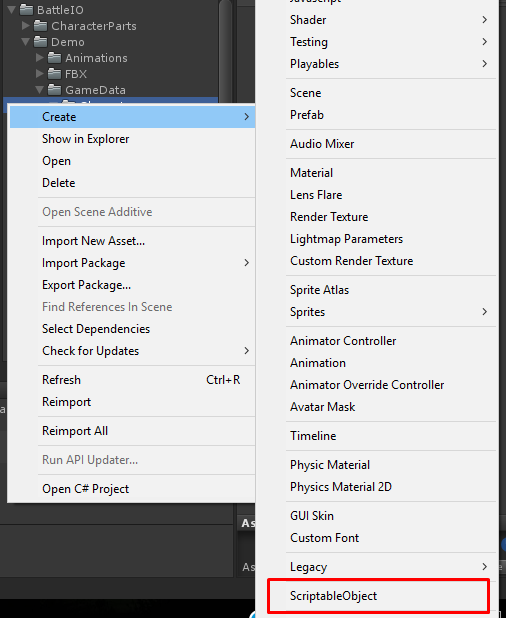 BattleIO
CharacterParts
Demo
Animations
FBX
GameData
Create
Show in Explorer
Open
Delete
Open Scene Additive
Import New Asset...
Import Package
Export Package...
Find References In Scene
Select Dependencies
Check for Updates
Refresh Ctrl+R
Reimport
Reimport All
Run API Updater...
Open C# Project
Shader
Testing
Playables
Scene
Prefab
Audio Mixer
Material
Lens Flare
Render Texture
Lightmap Parameters
Custom Render Texture
Sprite Atlas
Sprites
Animator Controller
Animation
Animator Override Controller
Avatar Mask
Timeline
Physic Material
Physics Material 2D
GUI Skin
Custom Font
Legacy
ScriptableObject